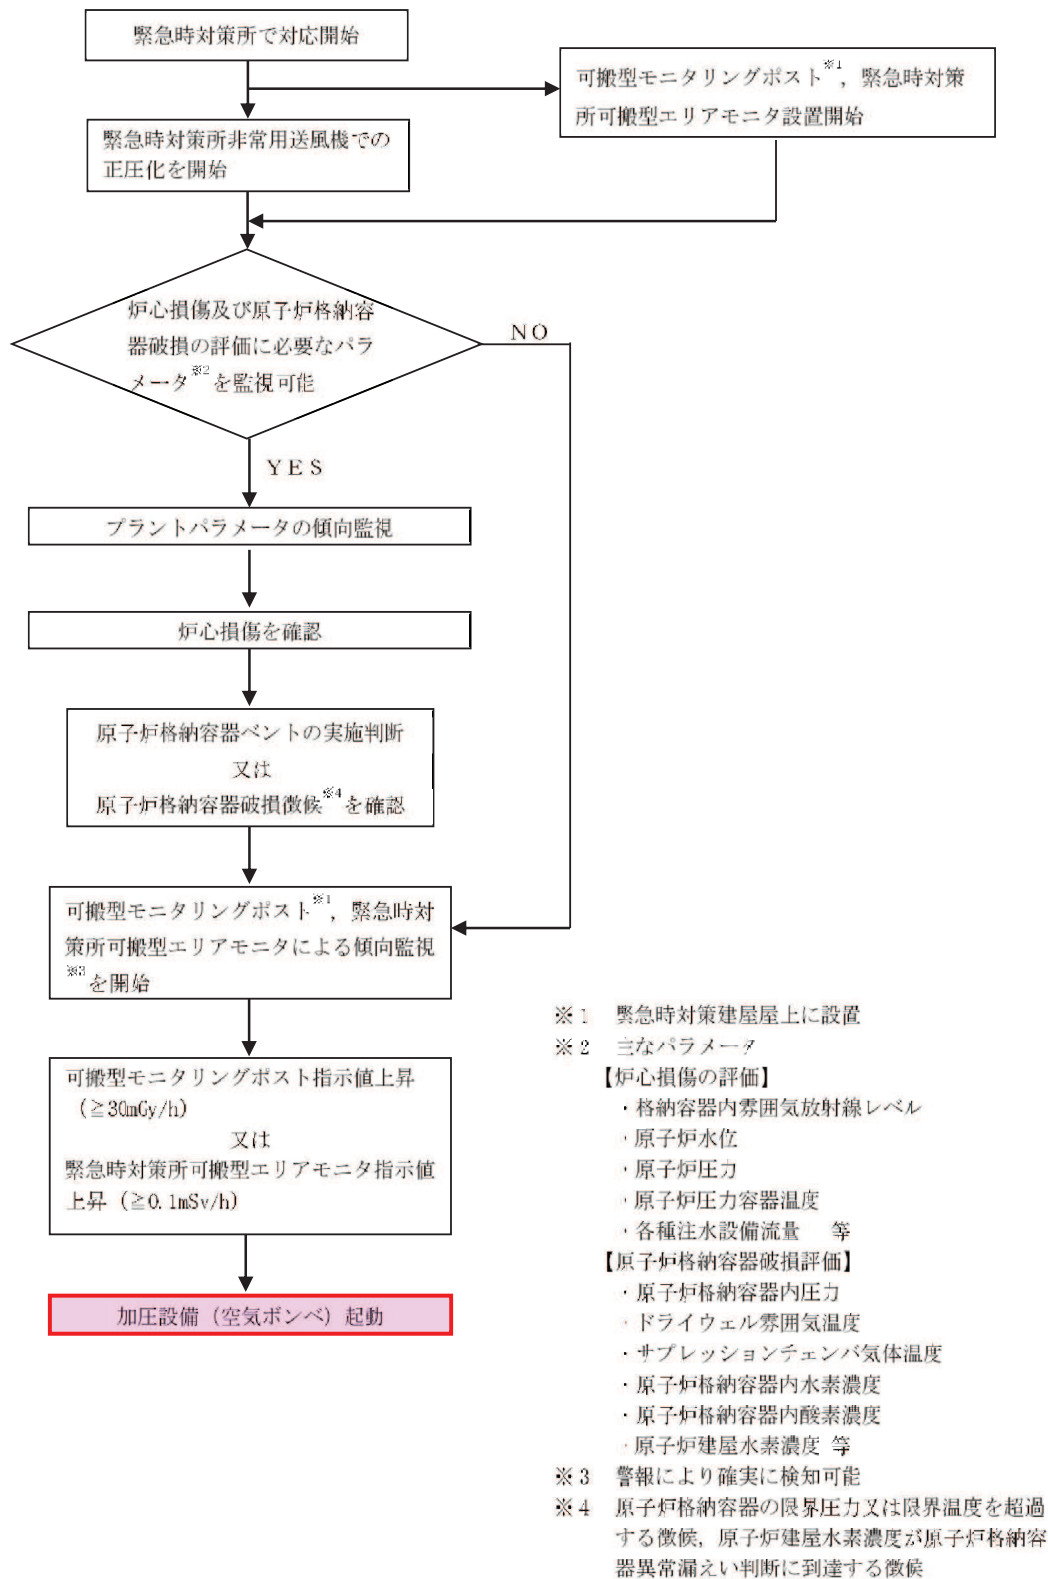 緊急時対策所で対応開始
可搬型モニタリングポスト※1，緊急時対策
所可搬型エリアモニタ設置開始
緊急時対策所非常用送風機での
正圧化を開始
炉心損傷及び原子炉格納容
器破損の評価に必要なパラ
メータ※2を監視可能
ＮＯ
ＹＥＳ
プラントパラメータの傾向監視
炉心損傷を確認
原子炉格納容器ベントの実施判断
又は
原子炉格納容器破損徴候※4を確認
可搬型モニタリングポスト※1，緊急時対
策所可搬型エリアモニタによる傾向監視
※3を開始
可搬型モニタリングポスト指示値上昇
（≧30mGy/h）
又は
緊急時対策所可搬型エリアモニタ指示値
上昇（≧0.1mSv/h）
加圧設備（空気ボンベ）起動
※1 緊急時対策建屋屋上に設置
※2 主なパラメータ
【炉心損傷の評価】
・格納容器内雰囲気放射線レベル
・原子炉水位
・原子炉圧力
・原子炉圧力容器温度
・各種注水設備流量 等
【原子炉格納容器破損評価】
・原子炉格納容器内圧力
・ドライウェル雰囲気温度
・サプレッションチェンバ気体温度
・原子炉格納容器内水素濃度
・原子炉格納容器内酸素濃度
・原子炉建屋水素濃度 等
※3 警報により確実に検知可能
※4 原子炉格納容器の限界圧力又は限界温度を超過
する徴候，原子炉建屋水素濃度が原子炉格納容
器異常漏えい判断に到達する徴候